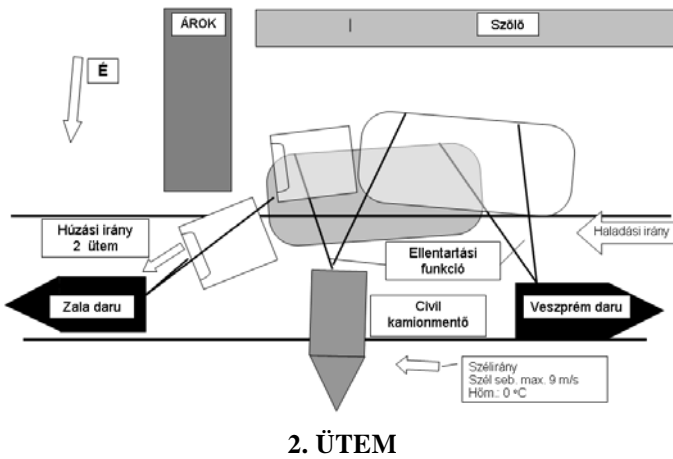 ÁROK
Szőlő
É
Húzási irány
2 ütem
Haladási irány
Ellentartási
funkció
Zala daru
Civil
kamionmentő
Veszprém daru
Szélirány
Szél seb. max. 9 m/s
Hőm.: 0 ºC
2. ÜTEM